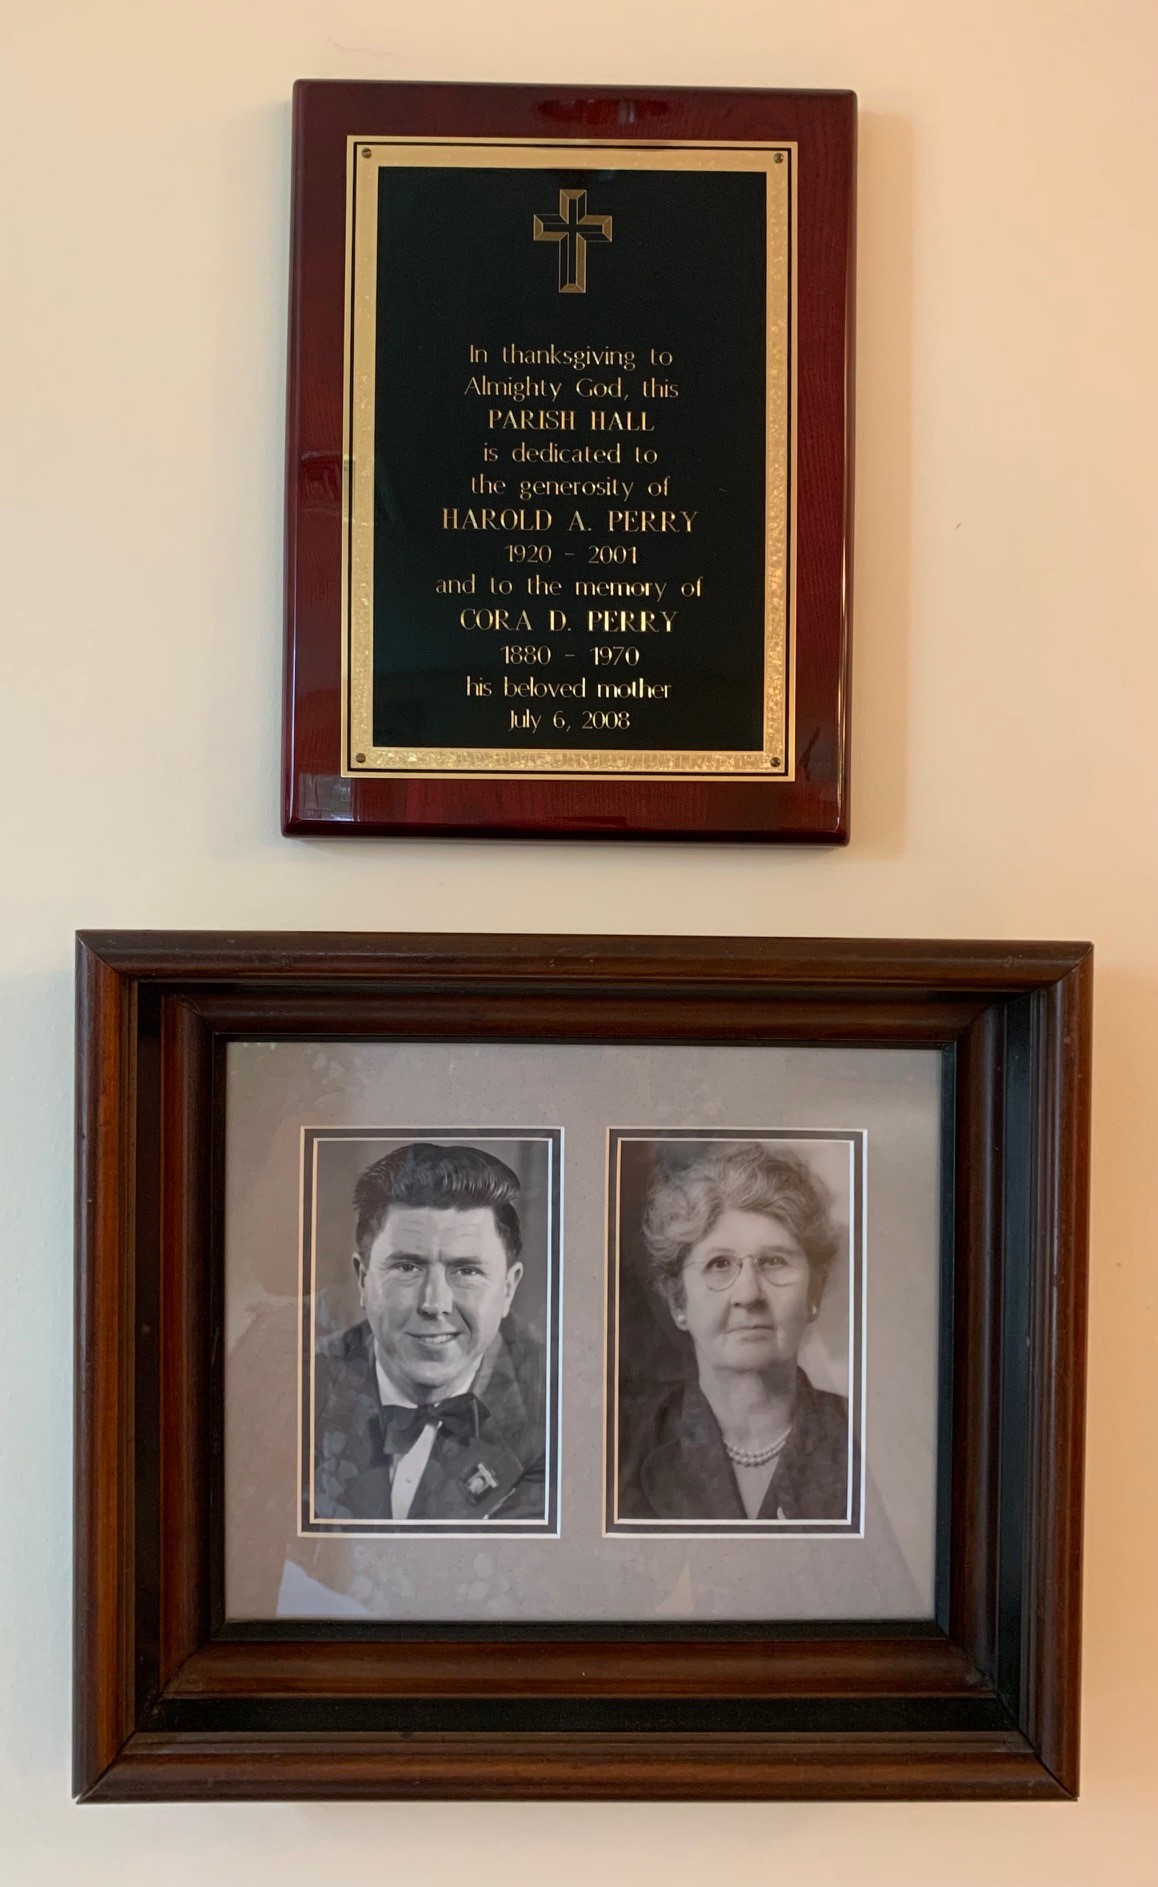 In thanksgiving to
Almighty God, this
PARISH HALL
is dedicated to
the generosity of
HAROLD A. PERRY
1920 - 2001
and to the memory of
CORA D. PERRY
1880 - 1970
his beloved mother
July 6, 2008